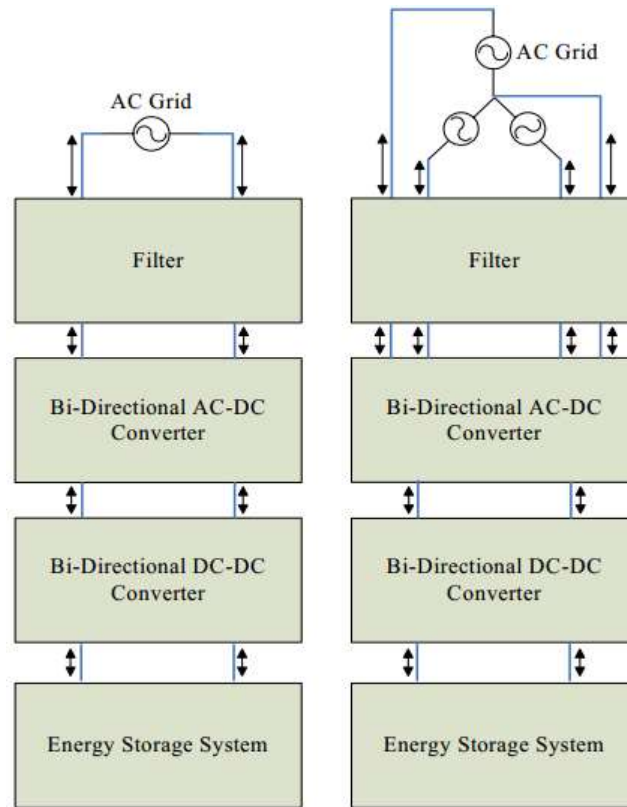 AC Grid
Filter
Bi-Directional AC-DC
Converter
Bi-Directional DC-DC
Converter
Energy Storage System
AC Grid
Filter
Bi-Directional AC-DC
Converter
Bi-Directional DC-DC
Converter
Energy Storage System